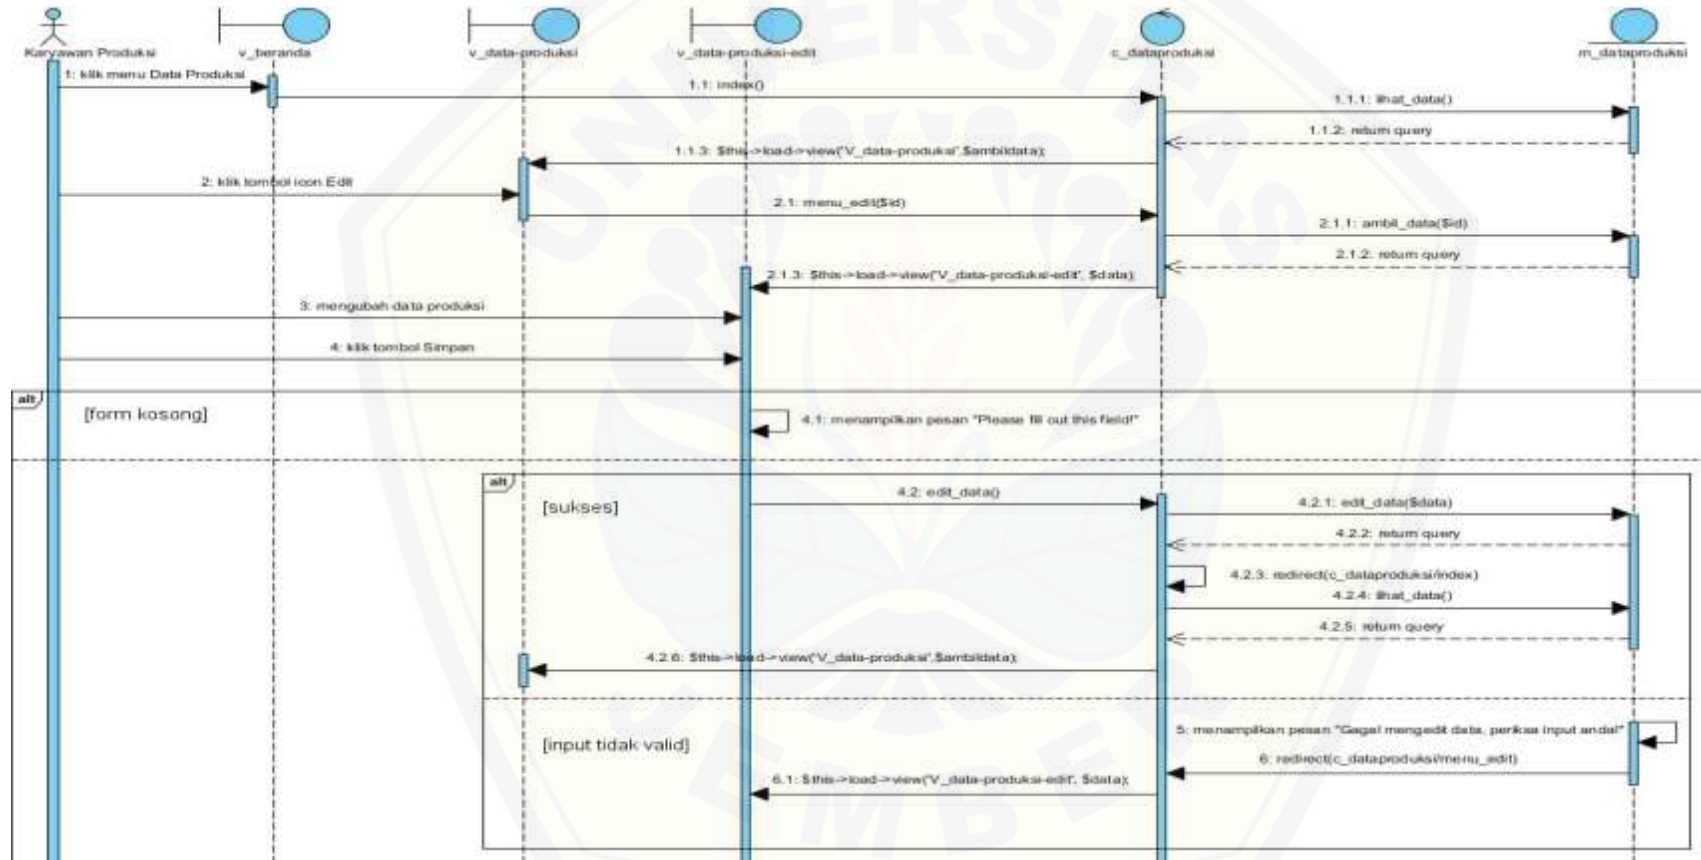 Karyawan Produksi
v_beranda
v_data-produksi
v_data-produksi-edit
c_dataproduksi
m_dataproduksi
1: klik menu Data Produksi
1.1: index()
1.1.1: lihat_data()
1.1.2: return query
1.1.3: $this->load->view('V_data-produksi',$ambildata);
2: klik tombol icon Edit
2.1: menu_edit($id)
2.1.1: ambil_data($id)
2.1.2: return query
2.1.3: $this->load->view('V_data-produksi-edit', $data);
3: mengubah data produksi
4: klik tombol Simpan
alt
[form kosong]
4.1: menampilkan pesan "Please fill out this field!"
alt
[sukses]
4.2: edit_data()
4.2.1: edit_data($data)
4.2.2: return query
4.2.3: redirect(c_dataproduksi/index)
4.2.4: lihat_data()
4.2.5: return query
4.2.6: $this->load->view('V_data-produksi',$ambildata);
[input tidak valid]
5: menampilkan pesan "Gagal mengedit data, periksa input anda!"
6: redirect(c_dataproduksi/menu_edit)
6.1: $this->load->view('V_data-produksi-edit', $data);
UNIVERSITAS
JEMBER